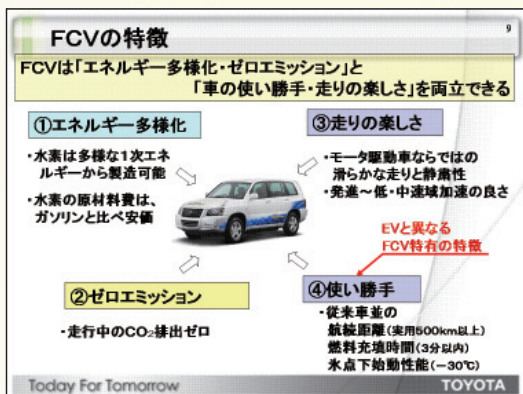 9
FCVの特徴
FCVは「エネルギー多様化・ゼロエミッション」と
「車の使い勝手・走りの楽しさ」を両立できる
①エネルギー多様化
・水素は多様な1次エネ
ルギーから製造可能
・水素の原材料費は、
ガソリンと比べ安価
③走りの楽しさ
・モータ駆動車ならではの
滑らかな走りと静粛性
・発進～低・中速域加速の良さ
EVと異なる
FCV特有の特徴
②ゼロエミッション
・走行中のCO₂排出ゼロ
④使い勝手
・従来車並の
航続距離(実用500km以上)
燃料充填時間(3分以内)
氷点下始動性能(-30℃)
Today For Tomorrow
TOYOTA